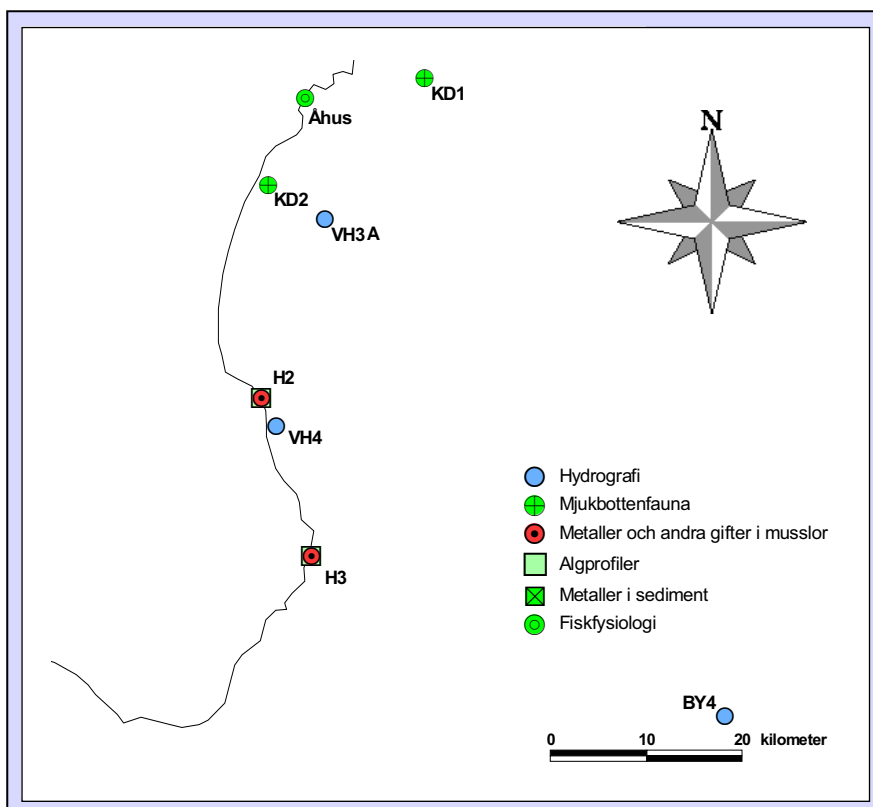 KD1
Åhus
N
KD2
VH3A
H2
VH4
Hydrografi
Mjukbottenfauna
Metaller och andra gifter i musslor
Algprofiler
Metaller i sediment
Fiskfysiologi
H3
BY4
0 10 20 kilometer